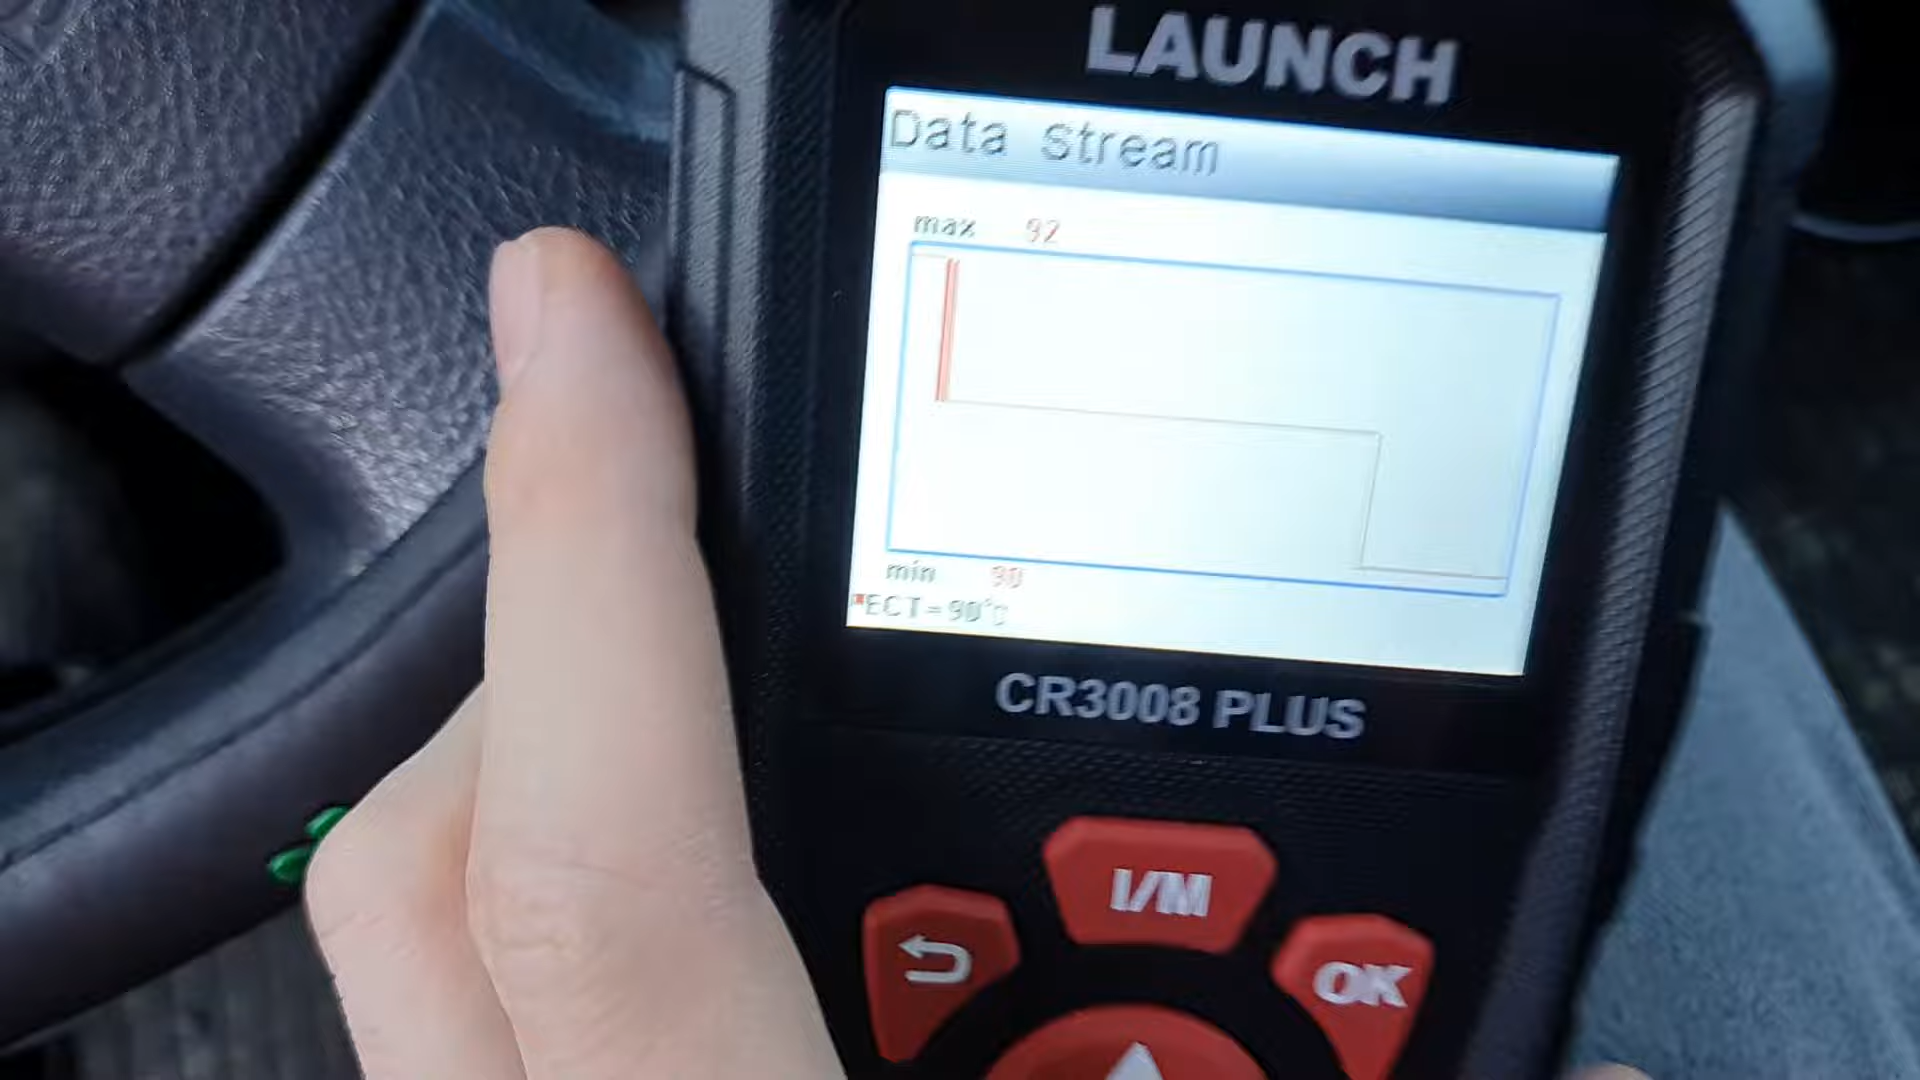 LAUNCH
Data Stream
max 92
min 90
ECT=90℃
CR3008 PLUS
I/M
OK